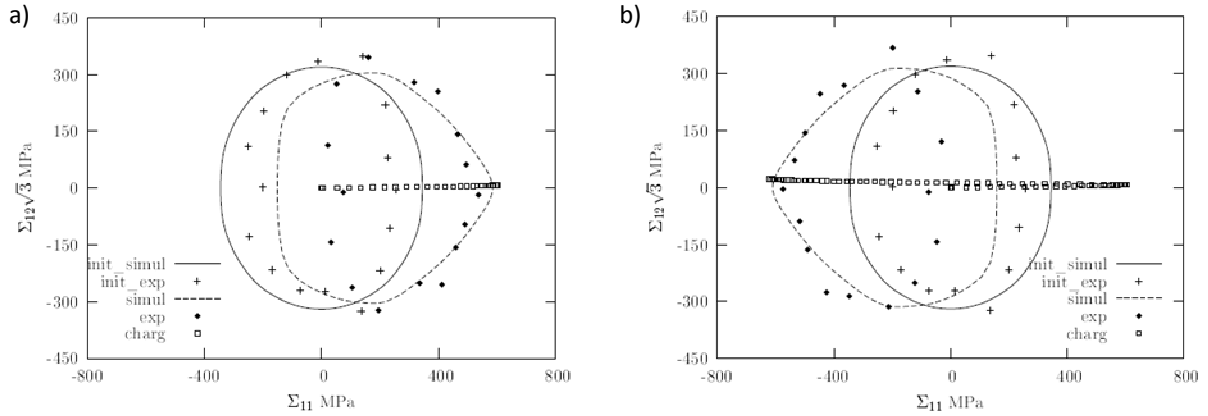 a)
450
300
150
0
-150
-300
-450
-800
-400
0
400
800
Σ12√3 MPa
Σ11 MPa
init_simul
init_exp
simul
exp
charg
b)
450
300
150
0
-150
-300
-450
-800
-400
0
400
800
Σ12√3 MPa
Σ11 MPa
init_simul
init_exp
simul
exp
charg